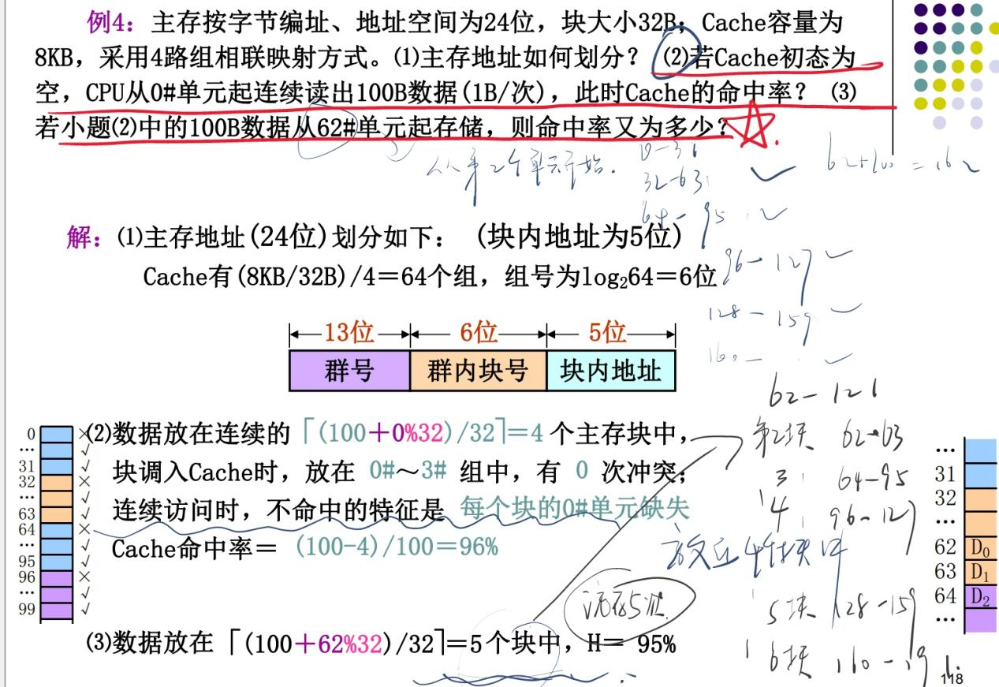 例4：主存按字节编址、地址空间为24位，块大小32B；Cache容量为
8KB，采用4路组相联映射方式。⑴主存地址如何划分？ ⑵若Cache初态为
空，CPU从0#单元起连续读出100B数据(1B/次)，此时Cache的命中率？ ⑶
若小题⑵中的100B数据从62#单元起存储，则命中率又为多少？
从第2个单元开始.
0-31
32-63
64-95
96-127
128-159
160-
62+100=162
解：⑴主存地址(24位)划分如下： (块内地址为5位)
Cache有(8KB/32B)/4＝64个组，组号为log₂64＝6位
13位 6位 5位
群号 群内块号 块内地址
62-161
第2块 62-63
3 64-95
4 96-127
放在4个块中
5块 128-159
6块 160-191
⑵数据放在连续的⌈(100＋0%32)/32⌉＝4 个主存块中，
块调入Cache时，放在 0#～3# 组中，有 0 次冲突；
连续访问时，不命中的特征是 每个块的0#单元缺失
Cache命中率＝ (100-4)/100＝96%
访存5次
⑶数据放在⌈(100＋62%32)/32⌉＝5个块中，H＝ 95%
0 ×
… √
31 √
32 ×
… √
63 √
64 ×
… √
95 √
96 ×
… √
99 √
…
31
32
…
62 D₀
63 D₁
64 D₂
…
118